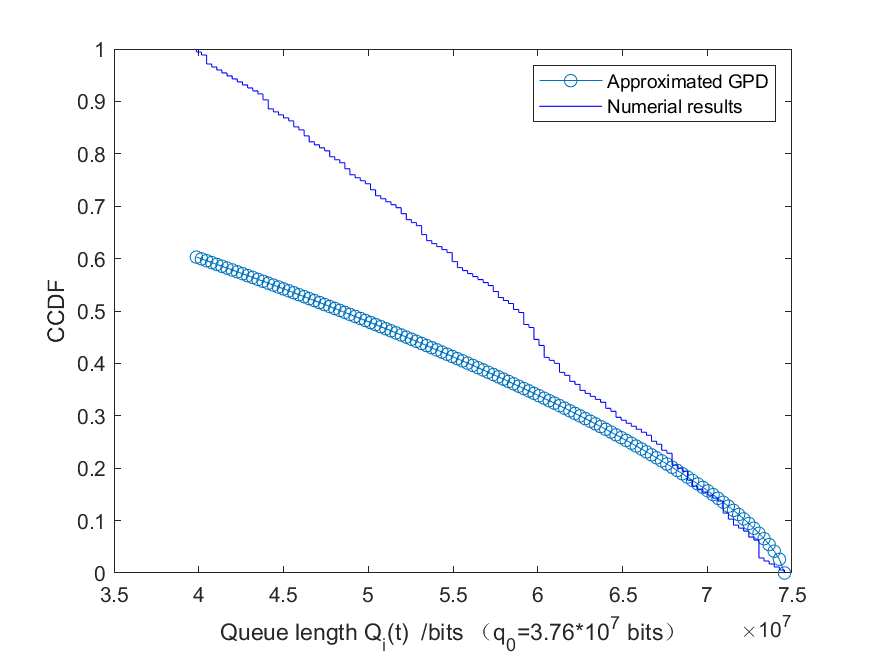 1
0.9
0.8
0.7
0.6
0.5
0.4
0.3
0.2
0.1
0
CCDF
Approximated GPD
Numerial results
3.5 4 4.5 5 5.5 6 6.5 7 7.5
×10^7
Queue length Q_i(t) /bits （q_0=3.76*10^7 bits）